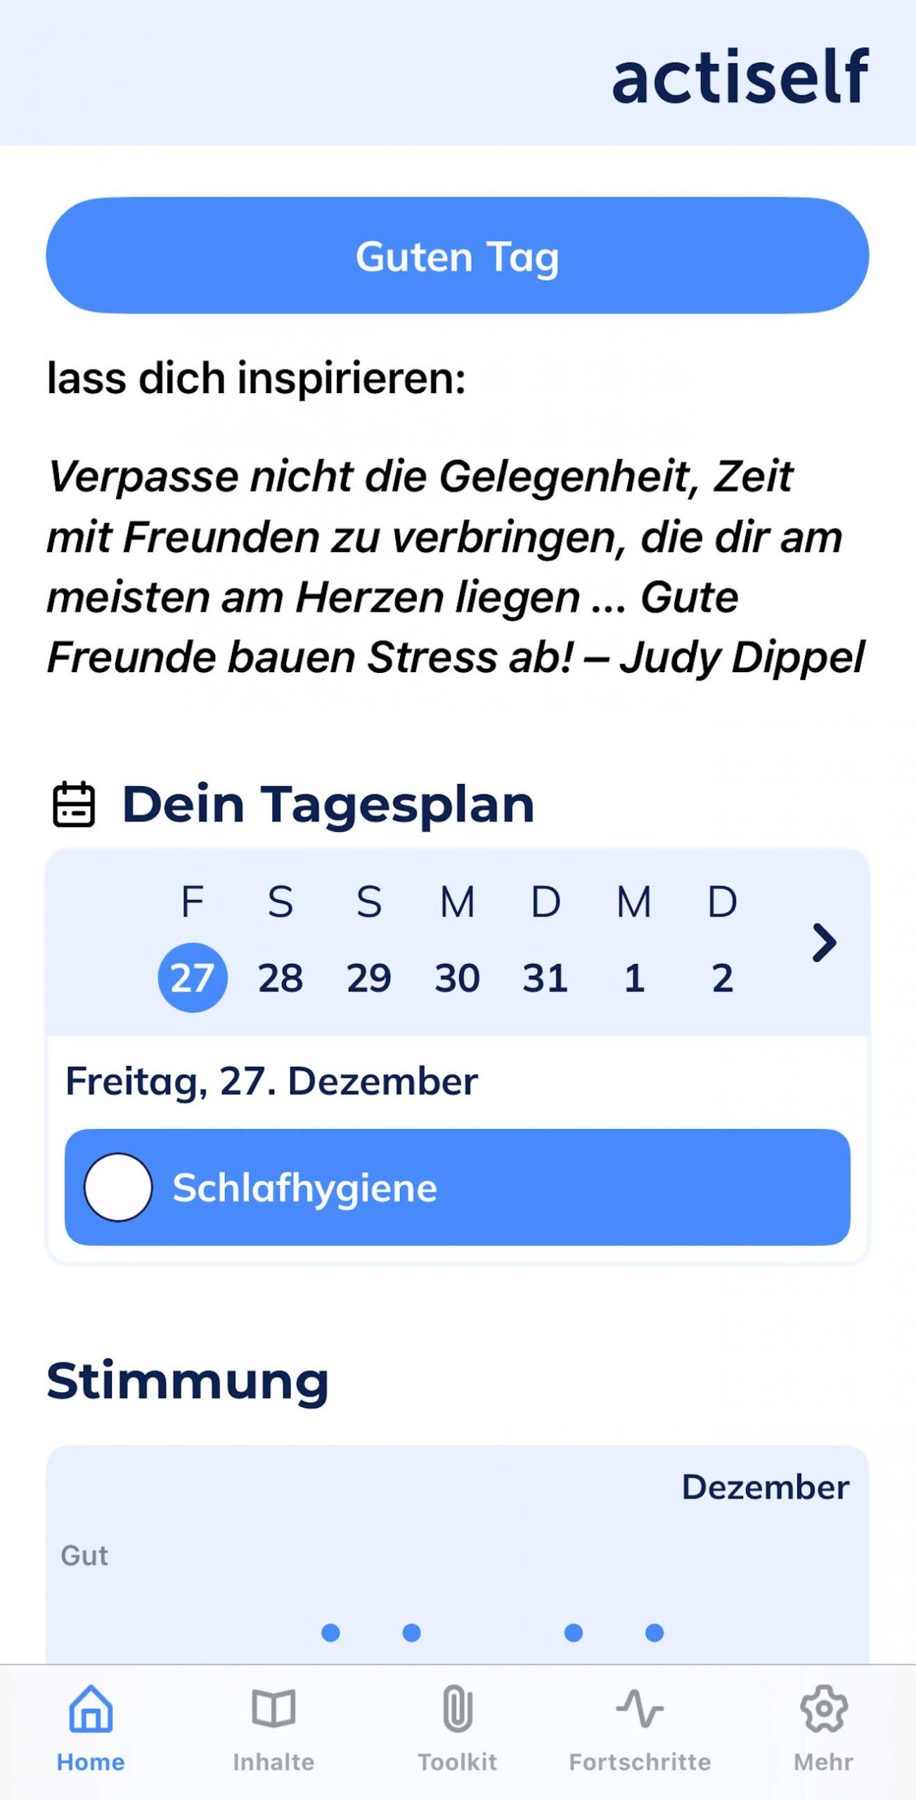 actiself
Guten Tag
lass dich inspirieren:
Verpasse nicht die Gelegenheit, Zeit
mit Freunden zu verbringen, die dir am
meisten am Herzen liegen ... Gute
Freunde bauen Stress ab! – Judy Dippel
Dein Tagesplan
F S S M D M D
27 28 29 30 31 1 2
Freitag, 27. Dezember
Schlafhygiene
Stimmung
Dezember
Gut
Home Inhalte Toolkit Fortschritte Mehr